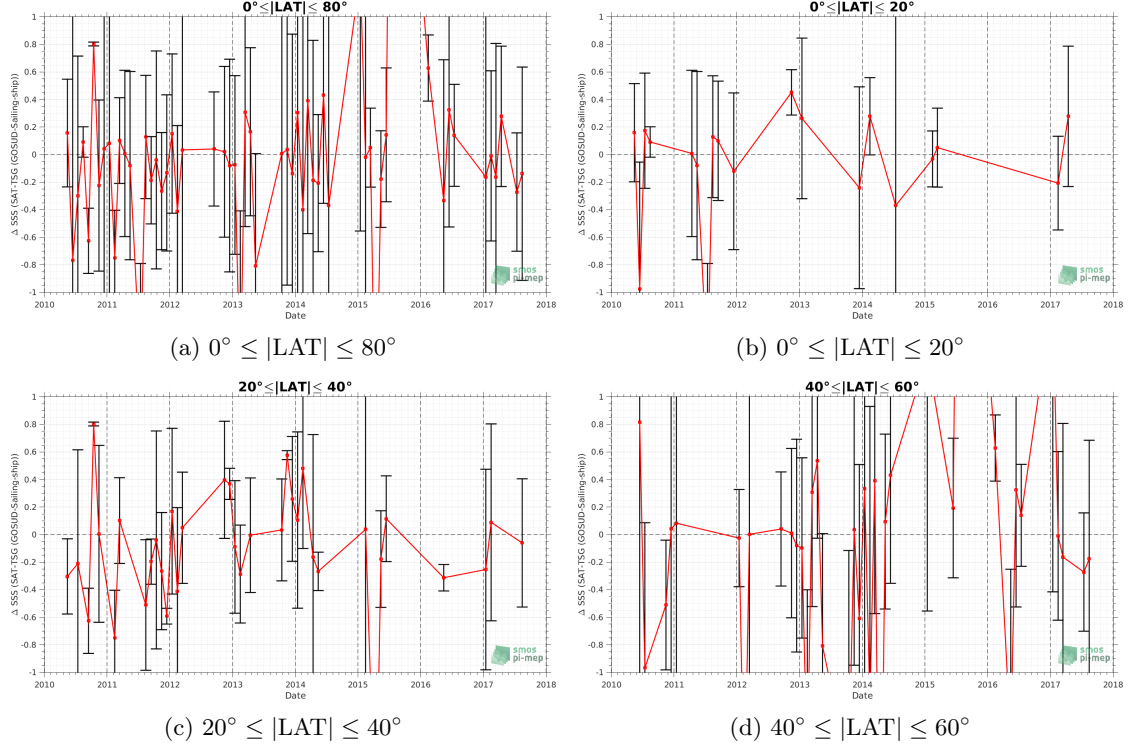 0°≤|LAT|≤ 80°
Δ SSS (SAT-TSG (GOSUD-Sailing-ship))
1
0.8
0.6
0.4
0.2
0
-0.2
-0.4
-0.6
-0.8
-1
2010 2011 2012 2013 2014 2015 2016 2017 2018
Date
smos
pi-mep
(a) 0° ≤ |LAT| ≤ 80°
0°≤|LAT|≤ 20°
Δ SSS (SAT-TSG (GOSUD-Sailing-ship))
1
0.8
0.6
0.4
0.2
0
-0.2
-0.4
-0.6
-0.8
-1
2010 2011 2012 2013 2014 2015 2016 2017 2018
Date
smos
pi-mep
(b) 0° ≤ |LAT| ≤ 20°
20°≤|LAT|≤ 40°
Δ SSS (SAT-TSG (GOSUD-Sailing-ship))
1
0.8
0.6
0.4
0.2
0
-0.2
-0.4
-0.6
-0.8
-1
2010 2011 2012 2013 2014 2015 2016 2017 2018
Date
smos
pi-mep
(c) 20° ≤ |LAT| ≤ 40°
40°≤|LAT|≤ 60°
Δ SSS (SAT-TSG (GOSUD-Sailing-ship))
1
0.8
0.6
0.4
0.2
0
-0.2
-0.4
-0.6
-0.8
-1
2010 2011 2012 2013 2014 2015 2016 2017 2018
Date
smos
pi-mep
(d) 40° ≤ |LAT| ≤ 60°